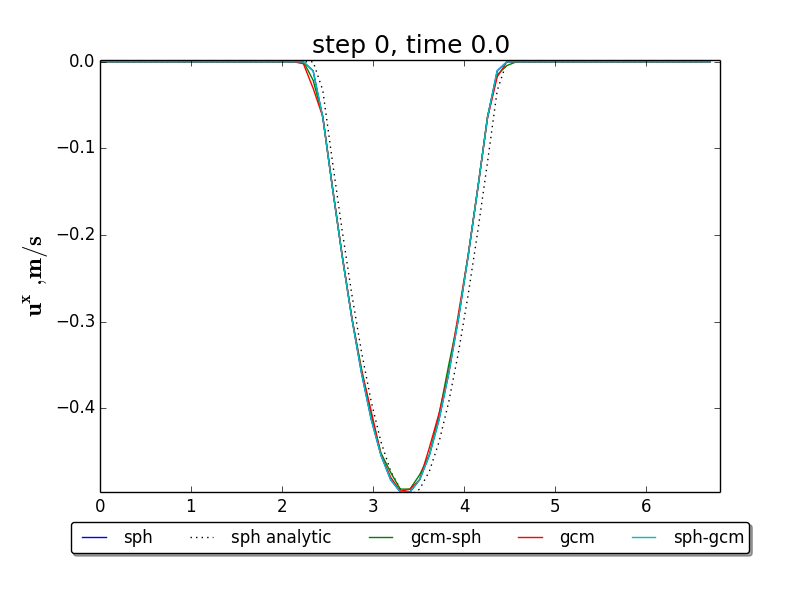 step 0, time 0.0
0.0
−0.1
−0.2
−0.3
−0.4
u^x ,m/s
0 1 2 3 4 5 6
sph sph analytic gcm-sph gcm sph-gcm